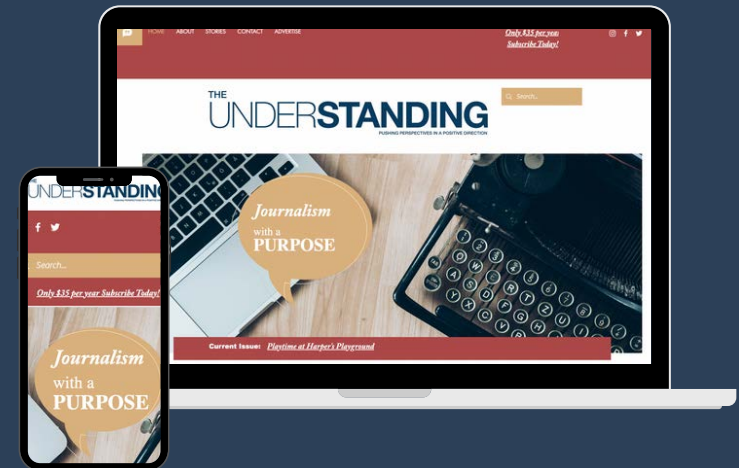 HOME ABOUT STORIES CONTACT ADVERTISE
Only $35 per year
Subscribe Today!
Search...
THE
UNDERSTANDING
PUSHING PERSPECTIVES IN A POSITIVE DIRECTION
Journalism
with a
PURPOSE
Current Issue: Playtime at Harper's Playground
UNDERSTANDING
Search...
Only $35 per year Subscribe Today!
Journalism
with a
PURPOSE